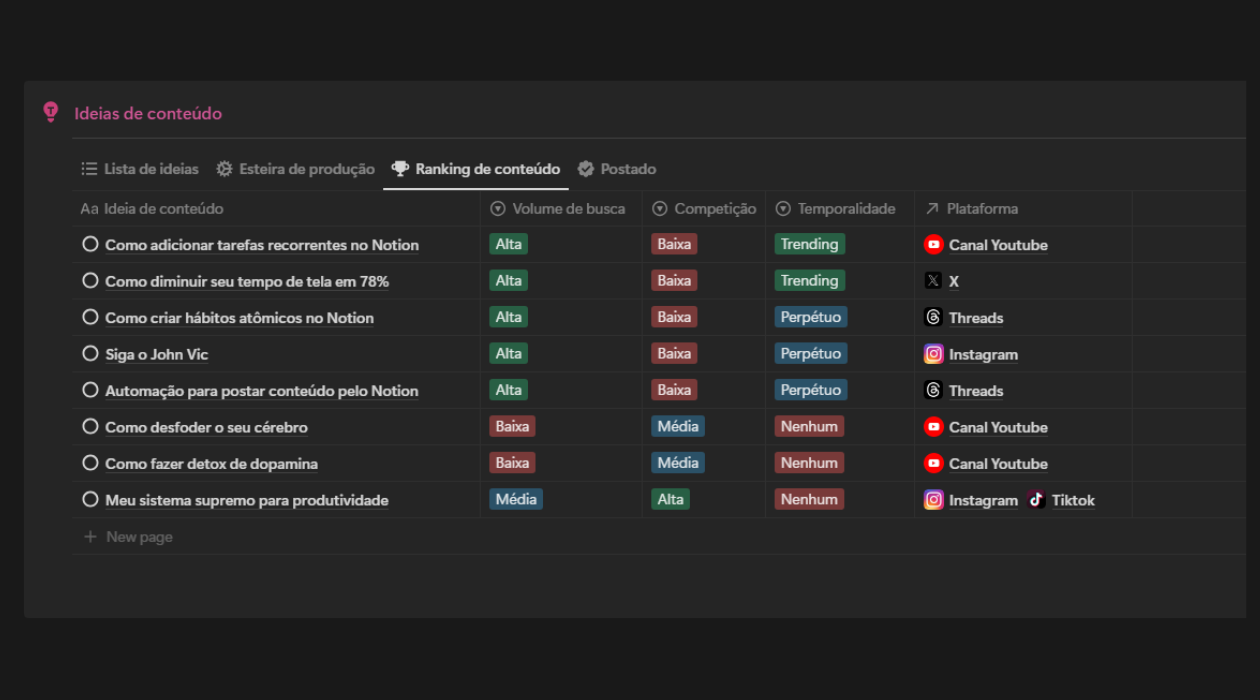 Ideias de conteúdo
Lista de ideias Esteira de produção Ranking de conteúdo Postado
Aa Ideia de conteúdo Volume de busca Competição Temporalidade Plataforma
Como adicionar tarefas recorrentes no Notion Alta Baixa Trending Canal Youtube
Como diminuir seu tempo de tela em 78% Alta Baixa Trending X
Como criar hábitos atômicos no Notion Alta Baixa Perpétuo Threads
Siga o John Vic Alta Baixa Perpétuo Instagram
Automação para postar conteúdo pelo Notion Alta Baixa Perpétuo Threads
Como desfoder o seu cérebro Baixa Média Nenhum Canal Youtube
Como fazer detox de dopamina Baixa Média Nenhum Canal Youtube
Meu sistema supremo para produtividade Média Alta Nenhum Instagram Tiktok
+ New page